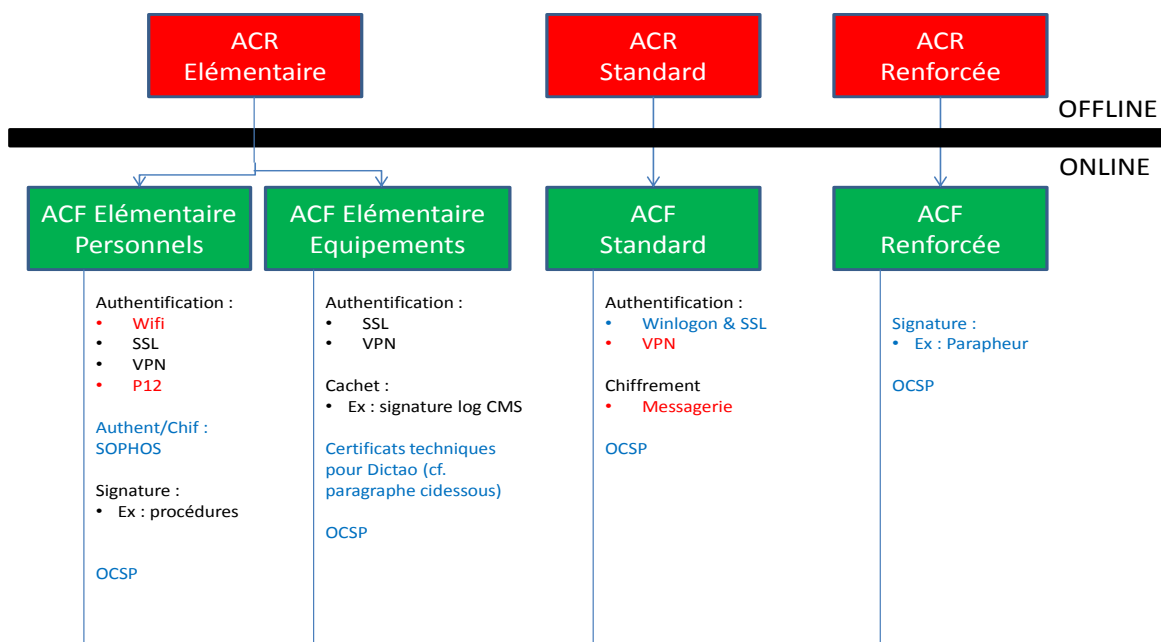 ACR
Elémentaire
ACR
Standard
ACR
Renforcée
OFFLINE
ONLINE
ACF Elémentaire
Personnels
ACF Elémentaire
Equipements
ACF
Standard
ACF
Renforcée
Authentification :
• Wifi
• SSL
• VPN
• P12
Authent/Chif :
SOPHOS
Signature :
• Ex : procédures
OCSP
Authentification :
• SSL
• VPN
Cachet :
• Ex : signature log CMS
Certificats techniques
pour Dictao (cf.
paragraphe cidessous)
OCSP
Authentification :
• Winlogon & SSL
• VPN
Chiffrement
• Messagerie
OCSP
Signature :
• Ex : Parapheur
OCSP